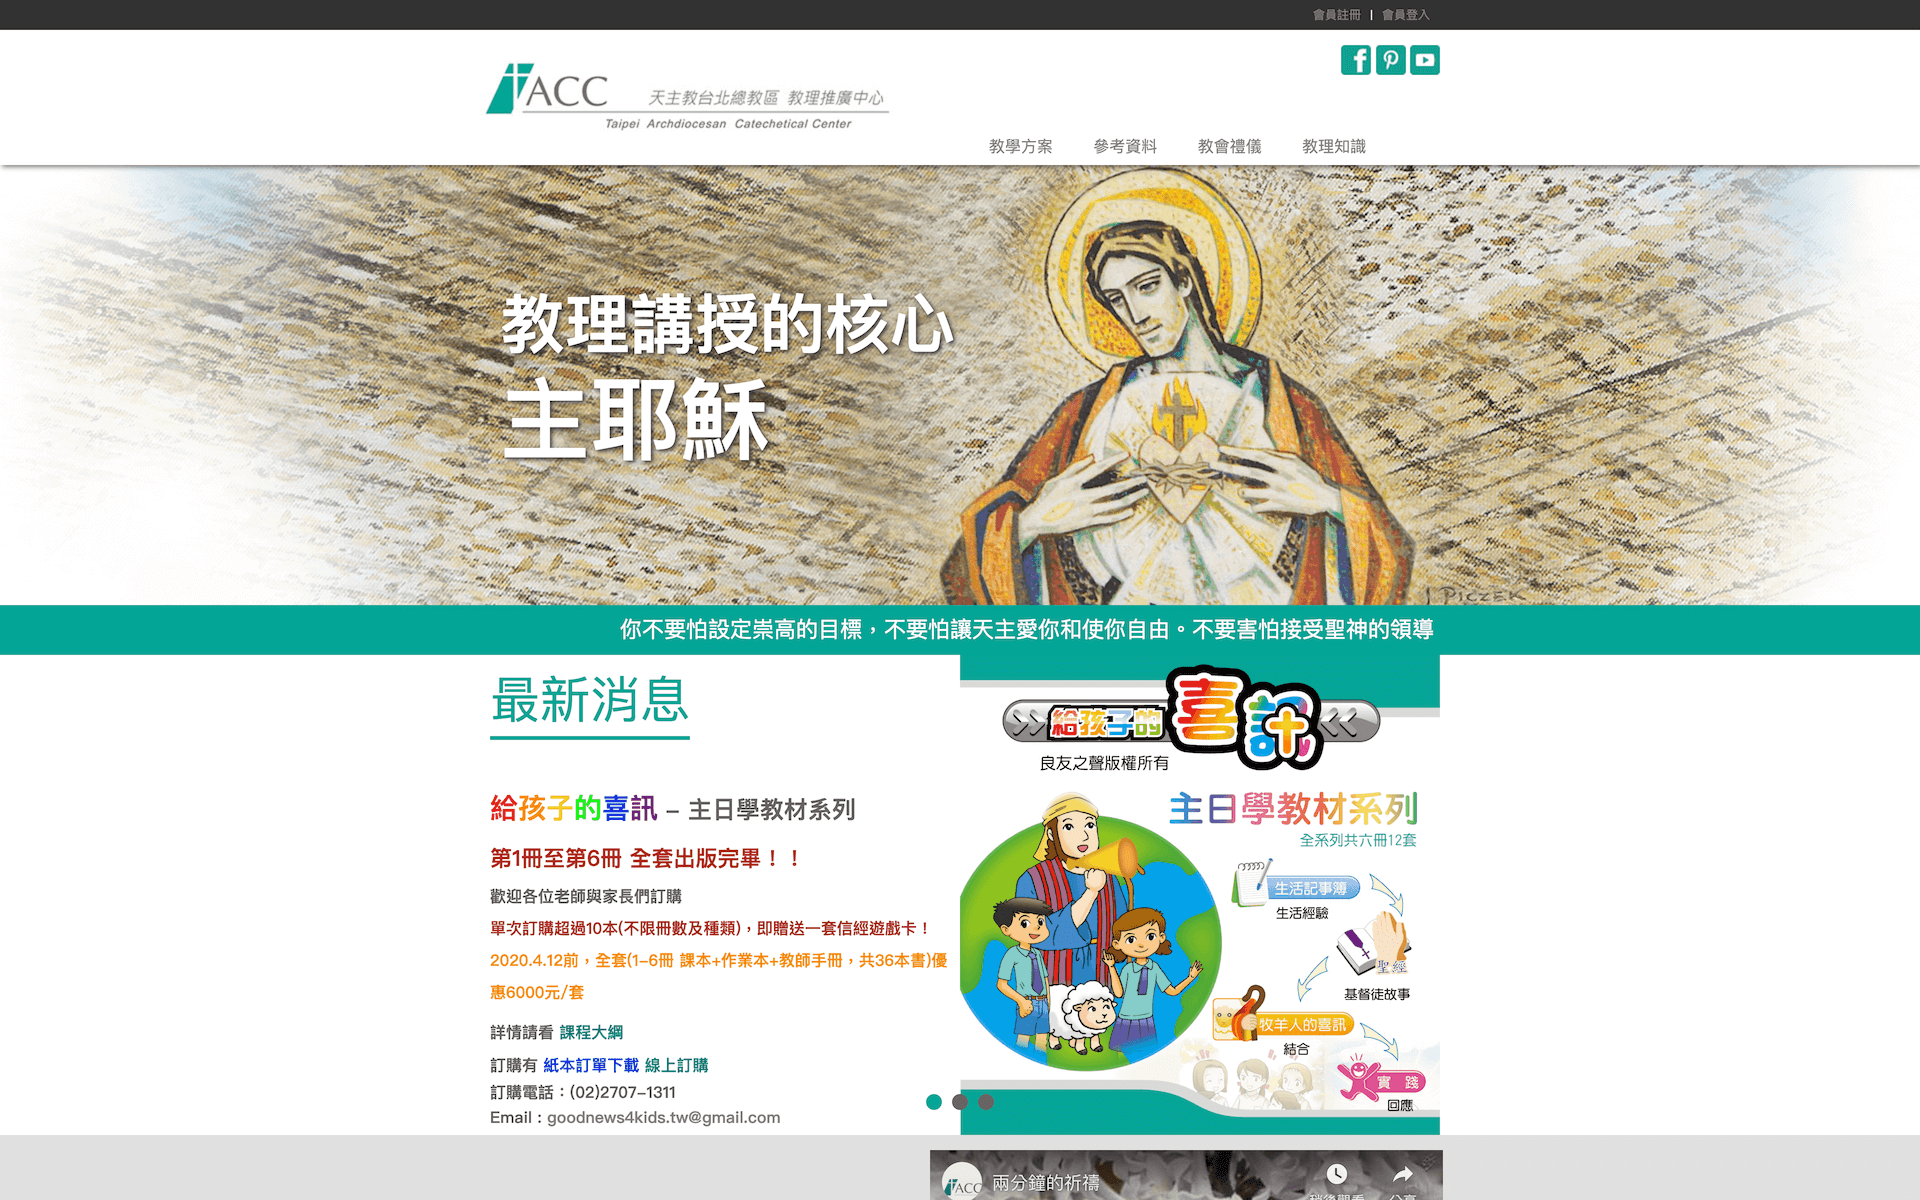 會員註冊 | 會員登入
ACC
天主教台北總教區 教理推廣中心
Taipei Archdiocesan Catechetical Center
教學方案 參考資料 教會禮儀 教理知識
教理講授的核心
主耶穌
PICZEK
你不要怕設定崇高的目標，不要怕讓天主愛你和使你自由。不要害怕接受聖神的領導
最新消息
給孩子的喜訊 – 主日學教材系列
第1冊至第6冊 全套出版完畢！！
歡迎各位老師與家長們訂購
單次訂購超過10本(不限冊數及種類)，即贈送一套信經遊戲卡！
2020.4.12前，全套(1-6冊 課本+作業本+教師手冊，共36本書)優
惠6000元/套
詳情請看 課程大綱
訂購有 紙本訂單下載 線上訂購
訂購電話：(02)2707-1311
Email : goodnews4kids.tw@gmail.com
給孩子的喜訊
良友之聲版權所有
主日學教材系列
全系列共六冊12套
生活記事簿
生活經驗
聖經
基督徒故事
牧羊人的喜訊
結合
實踐
回應
ACC
兩分鐘的祈禱
稍後觀看
分享